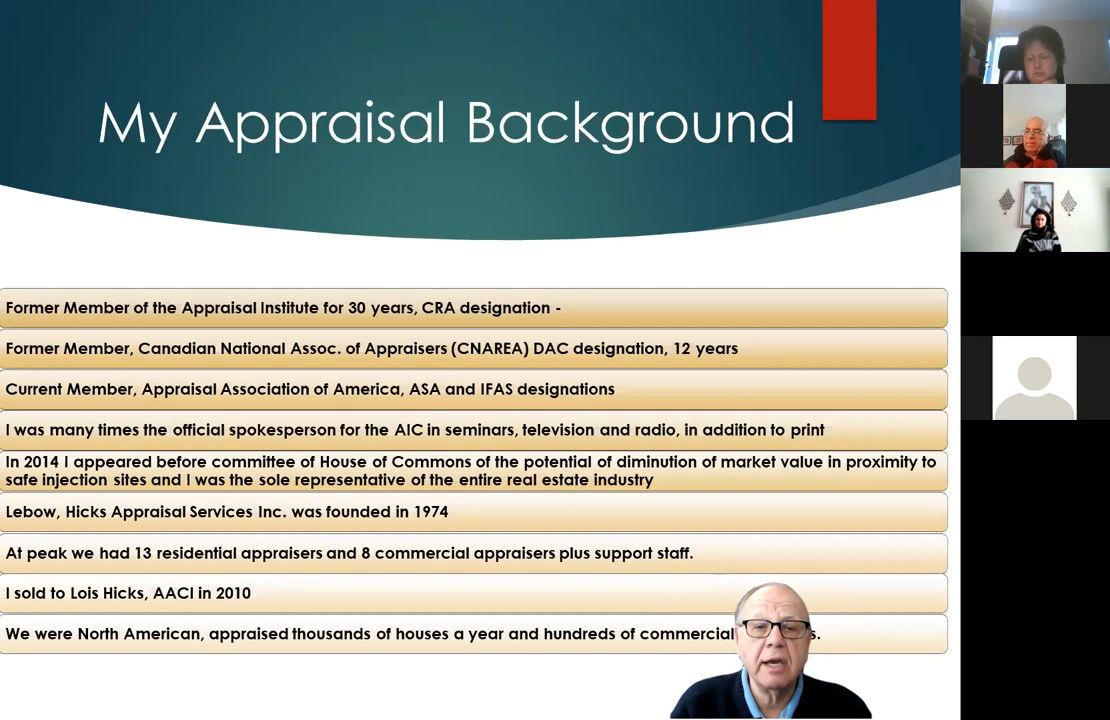 My Appraisal Background
Former Member of the Appraisal Institute for 30 years, CRA designation -
Former Member, Canadian National Assoc. of Appraisers (CNAREA) DAC designation, 12 years
Current Member, Appraisal Association of America, ASA and IFAS designations
I was many times the official spokesperson for the AIC in seminars, television and radio, in addition to print
In 2014 I appeared before committee of House of Commons of the potential of diminution of market value in proximity to
safe injection sites and I was the sole representative of the entire real estate industry
Lebow, Hicks Appraisal Services Inc. was founded in 1974
At peak we had 13 residential appraisers and 8 commercial appraisers plus support staff.
I sold to Lois Hicks, AACI in 2010
We were North American, appraised thousands of houses a year and hundreds of commercial